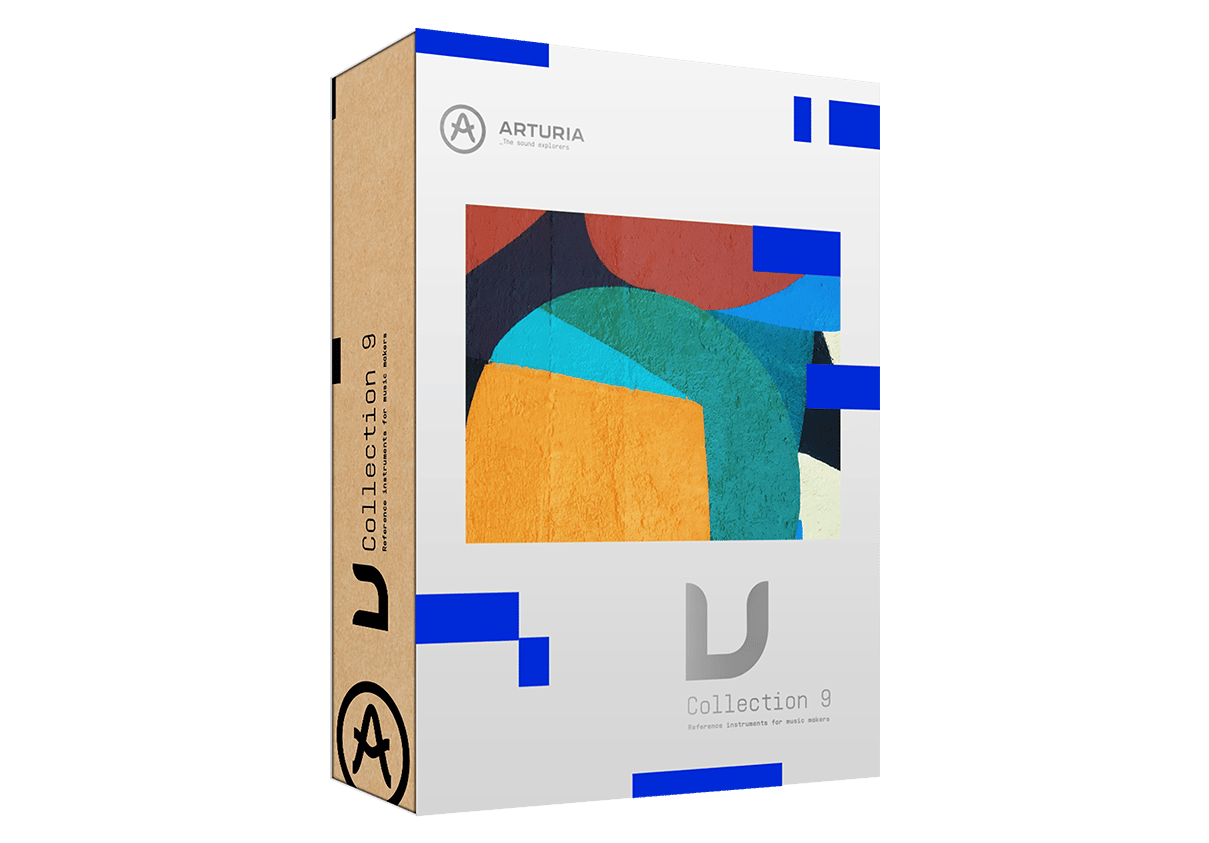 ARTURIA
_The sound explorers
V
Collection 9
Reference instruments for music makers
V Collection 9
Reference instruments for music makers